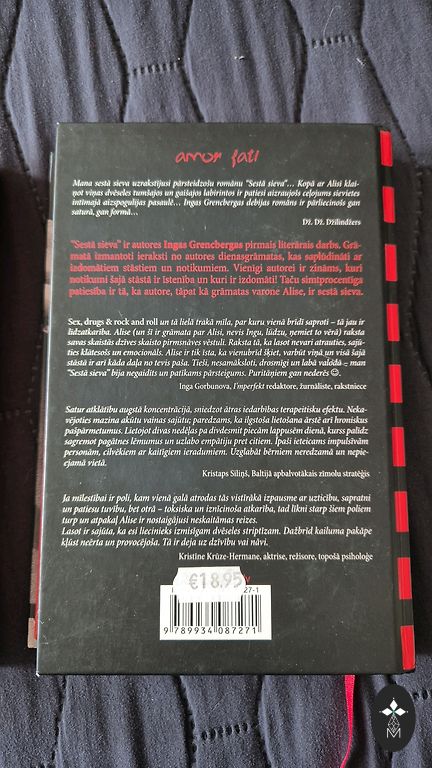 amor fati
Mana sestā sieva uzrakstījusi pārsteidzošu romānu "Sestā sieva"... Kopā ar Alisi klai-
ņot viņas dvēseles tumšajos un gaišajos labirintos ir patiesi aizraujošs ceļojums sievietes
intīmajā aizspogulijas pasaulē... Ingas Grencbergas debijas romāns ir pārliecinošs gan
saturā, gan formā...
Dž. Dž. Džilindžers
"Sestā sieva" ir autores Ingas Grencbergas pirmais literārais darbs. Grā-
matā izmantoti ieraksti no autores dienasgrāmatas, kas sapludināti ar
izdomātiem stāstiem un notikumiem. Vienīgi autorei ir zināms, kuri
notikumi šajā stāstā ir īstenība un kuri ir izdomāti! Taču simtprocentīga
patiesība ir tā, ka autore, tāpat kā grāmatas varone Alise, ir sestā sieva.
Sex, drugs & rock and roll un tā lielā trakā mīla, par kuru vienā brīdī saproti – tā jau ir
līdzatkarība. Alise (un šī ir grāmata par Alisi, nevis Ingu, lūdzu, ņemiet to vērā) raksta
savas skaistās dzīves skaisto pirmsnāves vēstuli. Raksta tā, ka lasot nevari atrauties, sajū-
ties klātesošs un emocionāls. Alise ir tik īsta, ka vienubrīd šķiet, varbūt viņā un visā šajā
stāstā ir arī kāda daļa no tevis paša. Tieši, nesamāksloti, drosmīgi un labā valodā – man
"Sestā sieva" bija negaidīts un patīkams pārsteigums. Puritāņiem gan nederēs ☺.
Inga Gorbunova, I'mperfekt redaktore, žurnāliste, rakstniece
Satur atklātību augstā koncentrācijā, sniedzot ātras iedarbības terapeitisku efektu. Neka-
vējoties mazina akūtu vainas sajūtu; paredzams, ka ilgstoša lietošana ārstē arī hroniskus
pašpārmetumus. Lietojot divas nedēļas pa divdesmit piecām lappusēm dienā, kurss palīdz
sagremot pagātnes lēmumus un uzlabo empātiju pret citiem. Īpaši ieteicams impulsīvām
personām, cilvēkiem ar kaitīgiem ieradumiem. Uzglabāt bērniem neredzamā un nepie-
ejamā vietā.
Kristaps Siliņš, Baltijā apbalvotākais zīmolu stratēģis
Ja mīlestībai ir poli, kam vienā galā atrodas tās vistīrākā izpausme ar uzticību, sapratni
un patiesu tuvību, bet otrā – toksiska un iznīcinoša atkarība, tad līkni starp šiem poliem
turp un atpakaļ Alise ir nostaigājusi neskaitāmas reizes.
Lasot ir sajūta, ka esi liecinieks izmisīgam dvēseles striptīzam. Dažbrīd kailuma pakāpe
kļūst neērta un provocējoša. Tā ir deja uz dzīvību vai nāvi.
Kristīne Krūze-Hermane, aktrise, režisore, topošā psiholoģe
€18.95
27-1
9 789934 087271
M